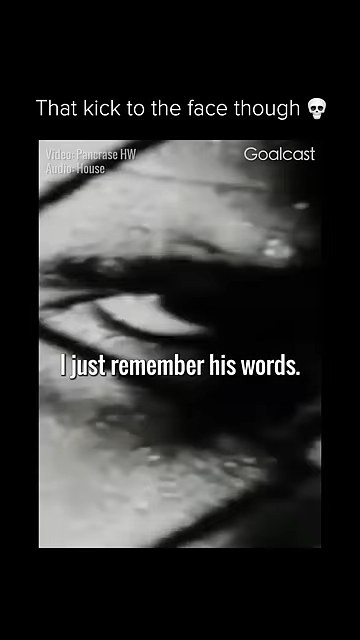 That kick to the face though 💀
Video: Pancrase HW
Audio: House
Goalcast
I just remember his words.